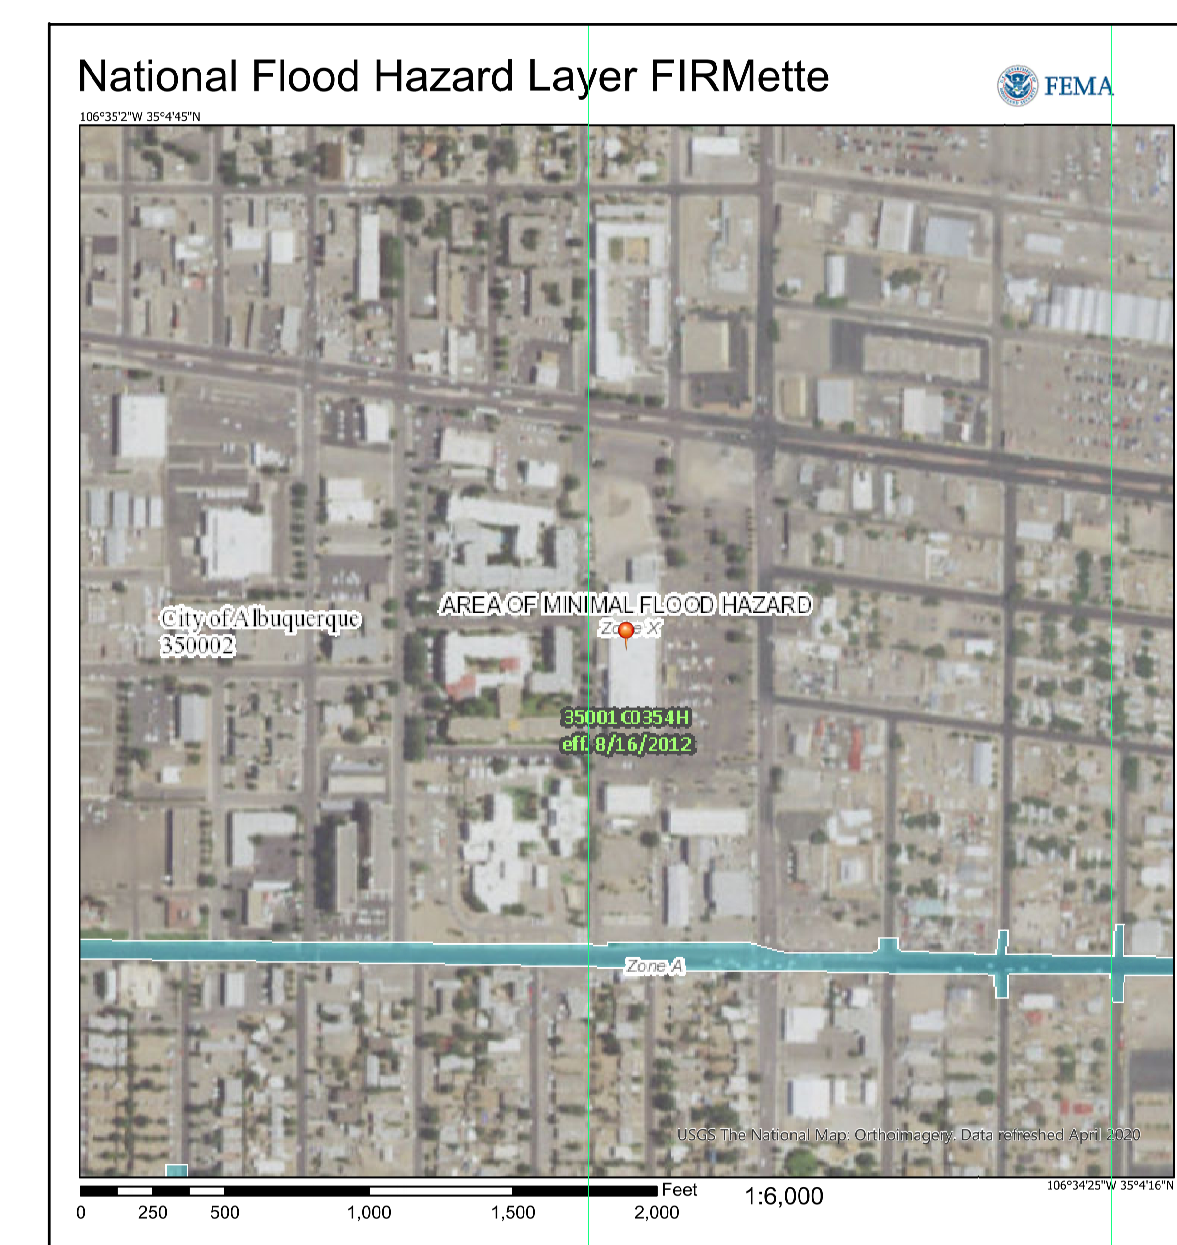 National Flood Hazard Layer FIRMette
FEMA
106°35'2"W 35°4'45"N
AREA OF MINIMAL FLOOD HAZARD
Zone X
City of Albuquerque
350002
35001C0354H
eff. 8/16/2012
Zone A
USGS The National Map: Orthoimagery. Data refreshed April 2020
106°34'25"W 35°4'16"N
Feet
1:6,000
0 250 500 1,000 1,500 2,000